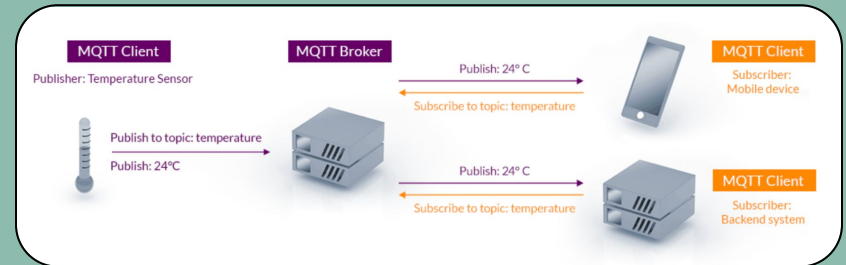 MQTT Client
Publisher: Temperature Sensor
Publish to topic: temperature
Publish: 24°C
MQTT Broker
Publish: 24° C
Subscribe to topic: temperature
MQTT Client
Subscriber:
Mobile device
Publish: 24° C
Subscribe to topic: temperature
MQTT Client
Subscriber:
Backend system